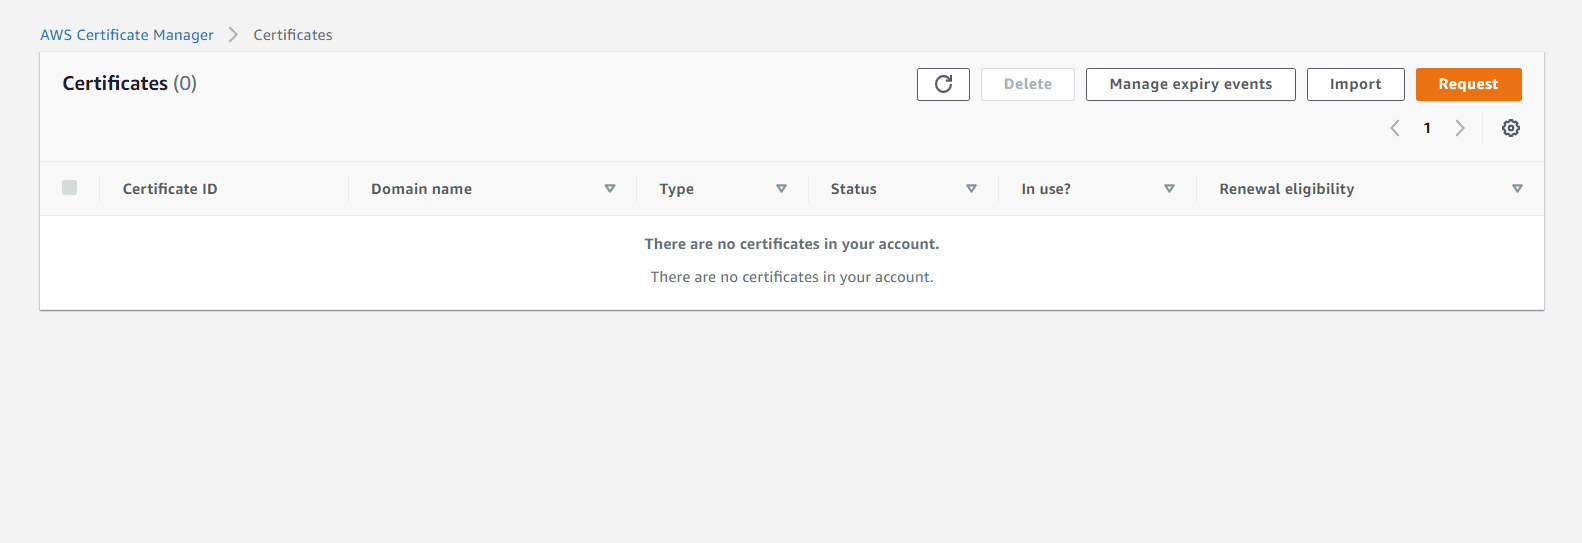 AWS Certificate Manager > Certificates
Certificates (0)
Delete
Manage expiry events
Import
Request
1
Certificate ID Domain name Type Status In use? Renewal eligibility
There are no certificates in your account.
There are no certificates in your account.